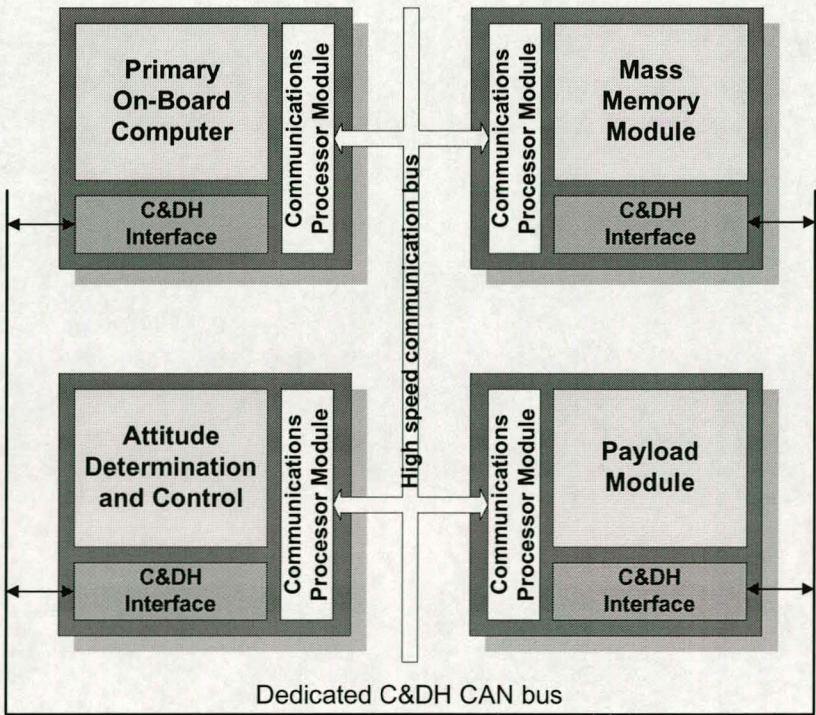 Primary
On-Board
Computer
Communications
Processor Module
C&DH
Interface
Communications
Processor Module
Mass
Memory
Module
C&DH
Interface
High speed communication bus
Attitude
Determination
and Control
Communications
Processor Module
C&DH
Interface
Communications
Processor Module
Payload
Module
C&DH
Interface
Dedicated C&DH CAN bus